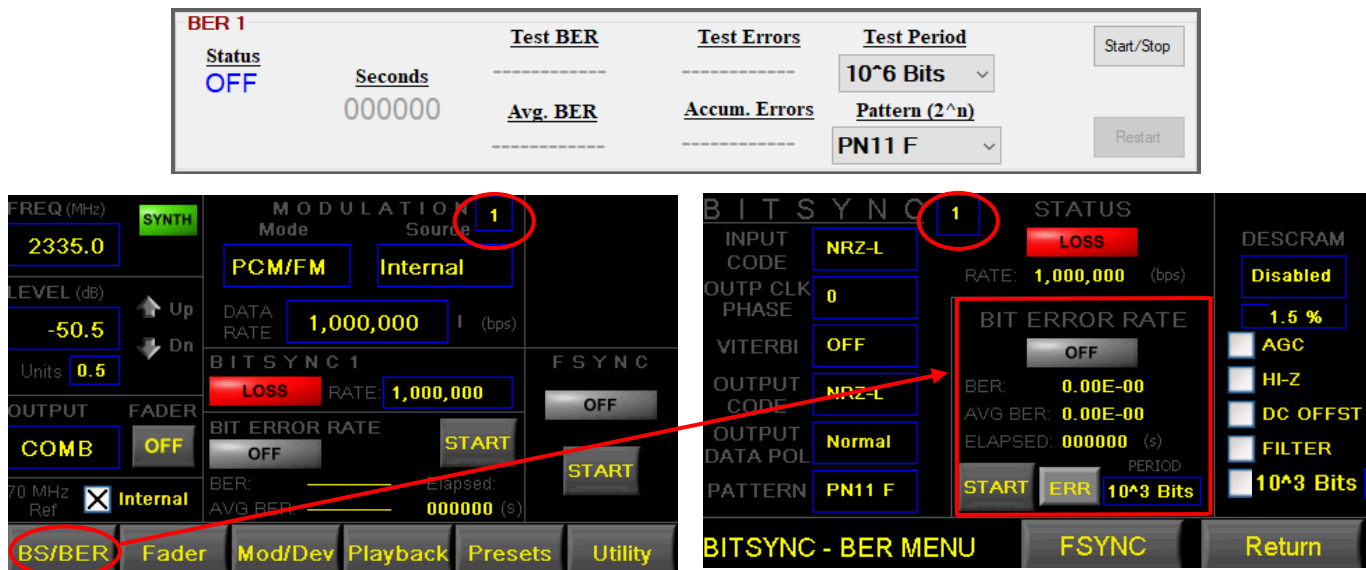 BER 1
Status
OFF
Seconds
000000
Test BER
------------
Avg. BER
------------
Test Errors
------------
Accum. Errors
------------
Test Period
10^6 Bits
Pattern (2^n)
PN11 F
Start/Stop
Restart
FREQ (MHz)
SYNTH
2335.0
LEVEL (dB)
-50.5
Up
Dn
Units 0.5
OUTPUT
FADER
COMB
OFF
70 MHz
Ref
Internal
MODULATION 1
Mode
Source
PCM/FM
Internal
DATA
RATE
1,000,000 I (bps)
BITSYNC 1
LOSS
RATE: 1,000,000
BIT ERROR RATE
OFF
START
BER:
Elapsed:
AVG BER:
000000 (s)
FSYNC
OFF
START
BS/BER
Fader
Mod/Dev
Playback
Presets
Utility
BITSYNC 1
INPUT
CODE
NRZ-L
OUTP CLK
PHASE
0
VITERBI
OFF
OUTPUT
CODE
NRZ-L
OUTPUT
DATA POL
Normal
PATTERN
PN11 F
STATUS
LOSS
RATE: 1,000,000 (bps)
BIT ERROR RATE
OFF
BER: 0.00E-00
AVG BER: 0.00E-00
ELAPSED: 000000 (s)
PERIOD
START
ERR
10^3 Bits
DESCRAM
Disabled
1.5 %
AGC
HI-Z
DC OFFST
FILTER
10^3 Bits
BITSYNC - BER MENU
FSYNC
Return